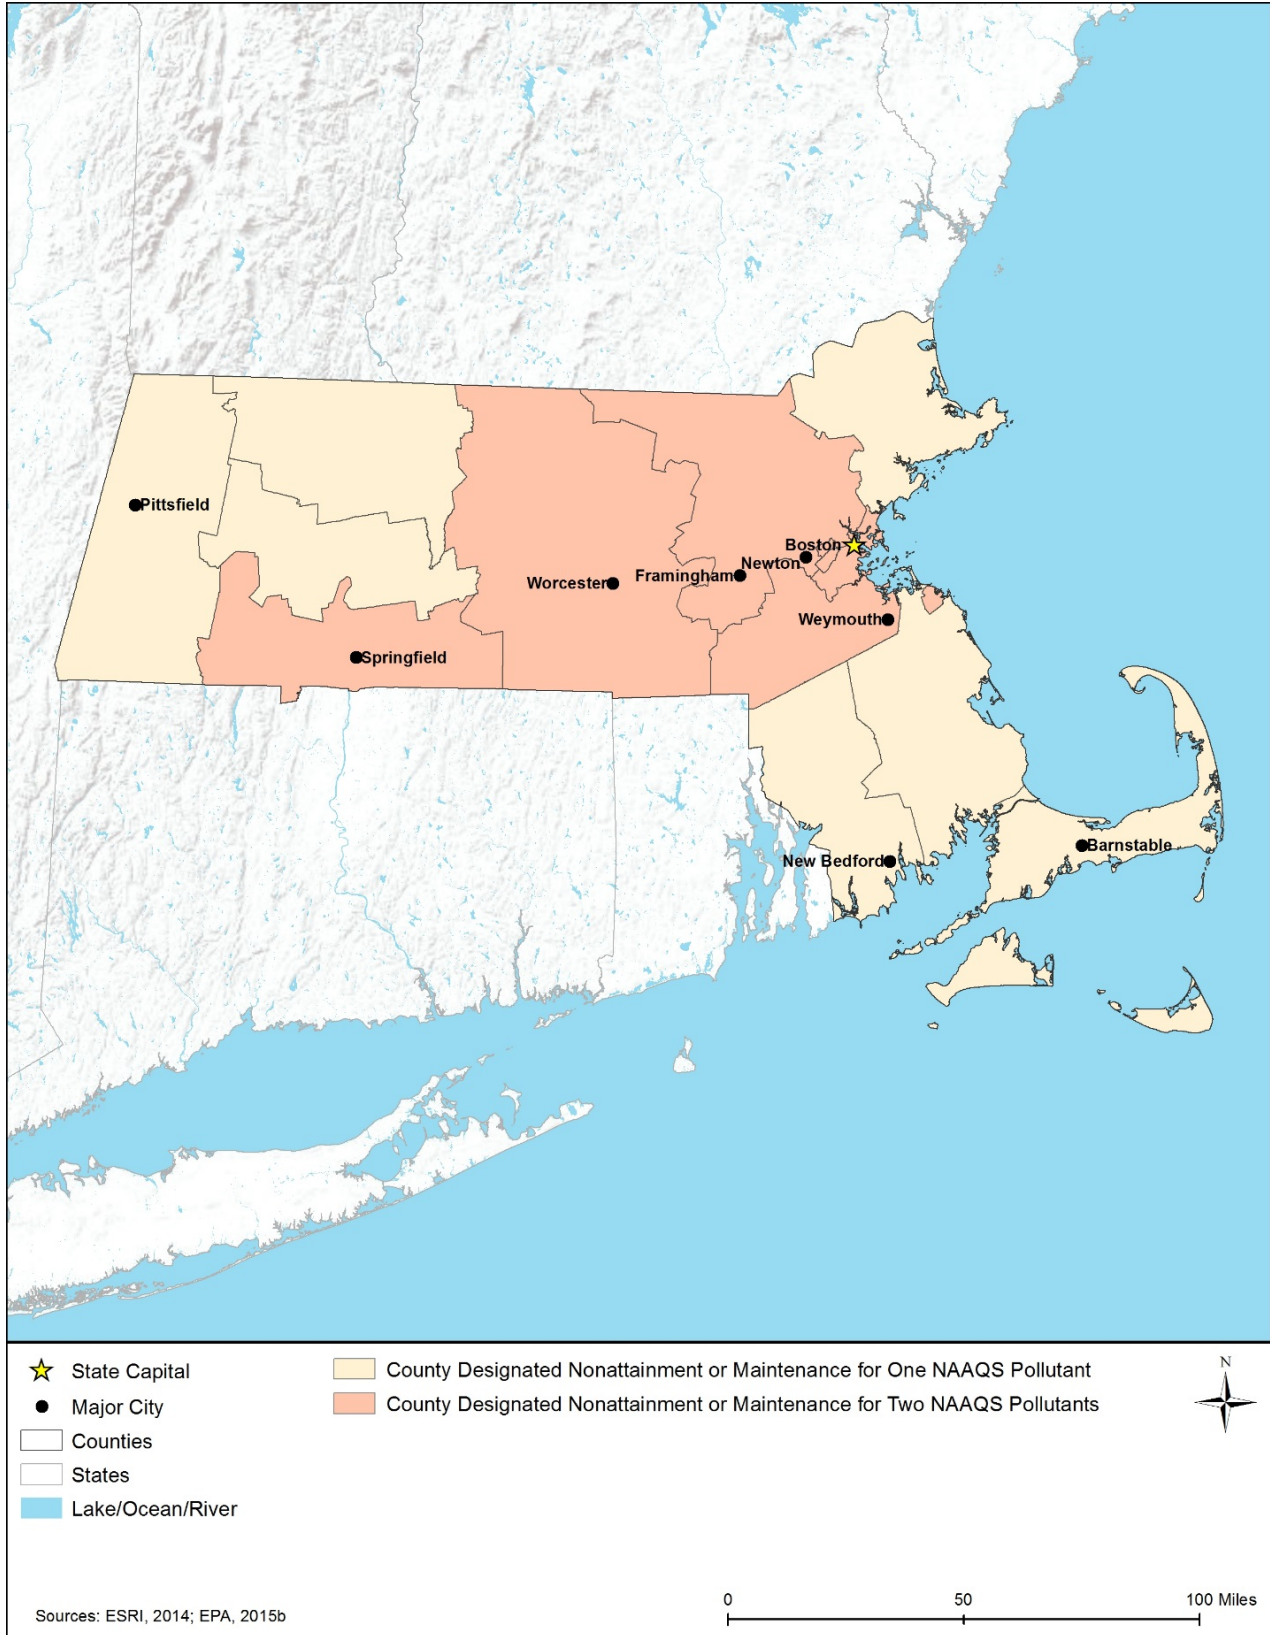 Pittsfield
Boston
Newton
Framingham
Worcester
Weymouth
Springfield
Barnstable
New Bedford
State Capital
Major City
Counties
States
Lake/Ocean/River
County Designated Nonattainment or Maintenance for One NAAQS Pollutant
County Designated Nonattainment or Maintenance for Two NAAQS Pollutants
N
0 50 100 Miles
Sources: ESRI, 2014; EPA, 2015b